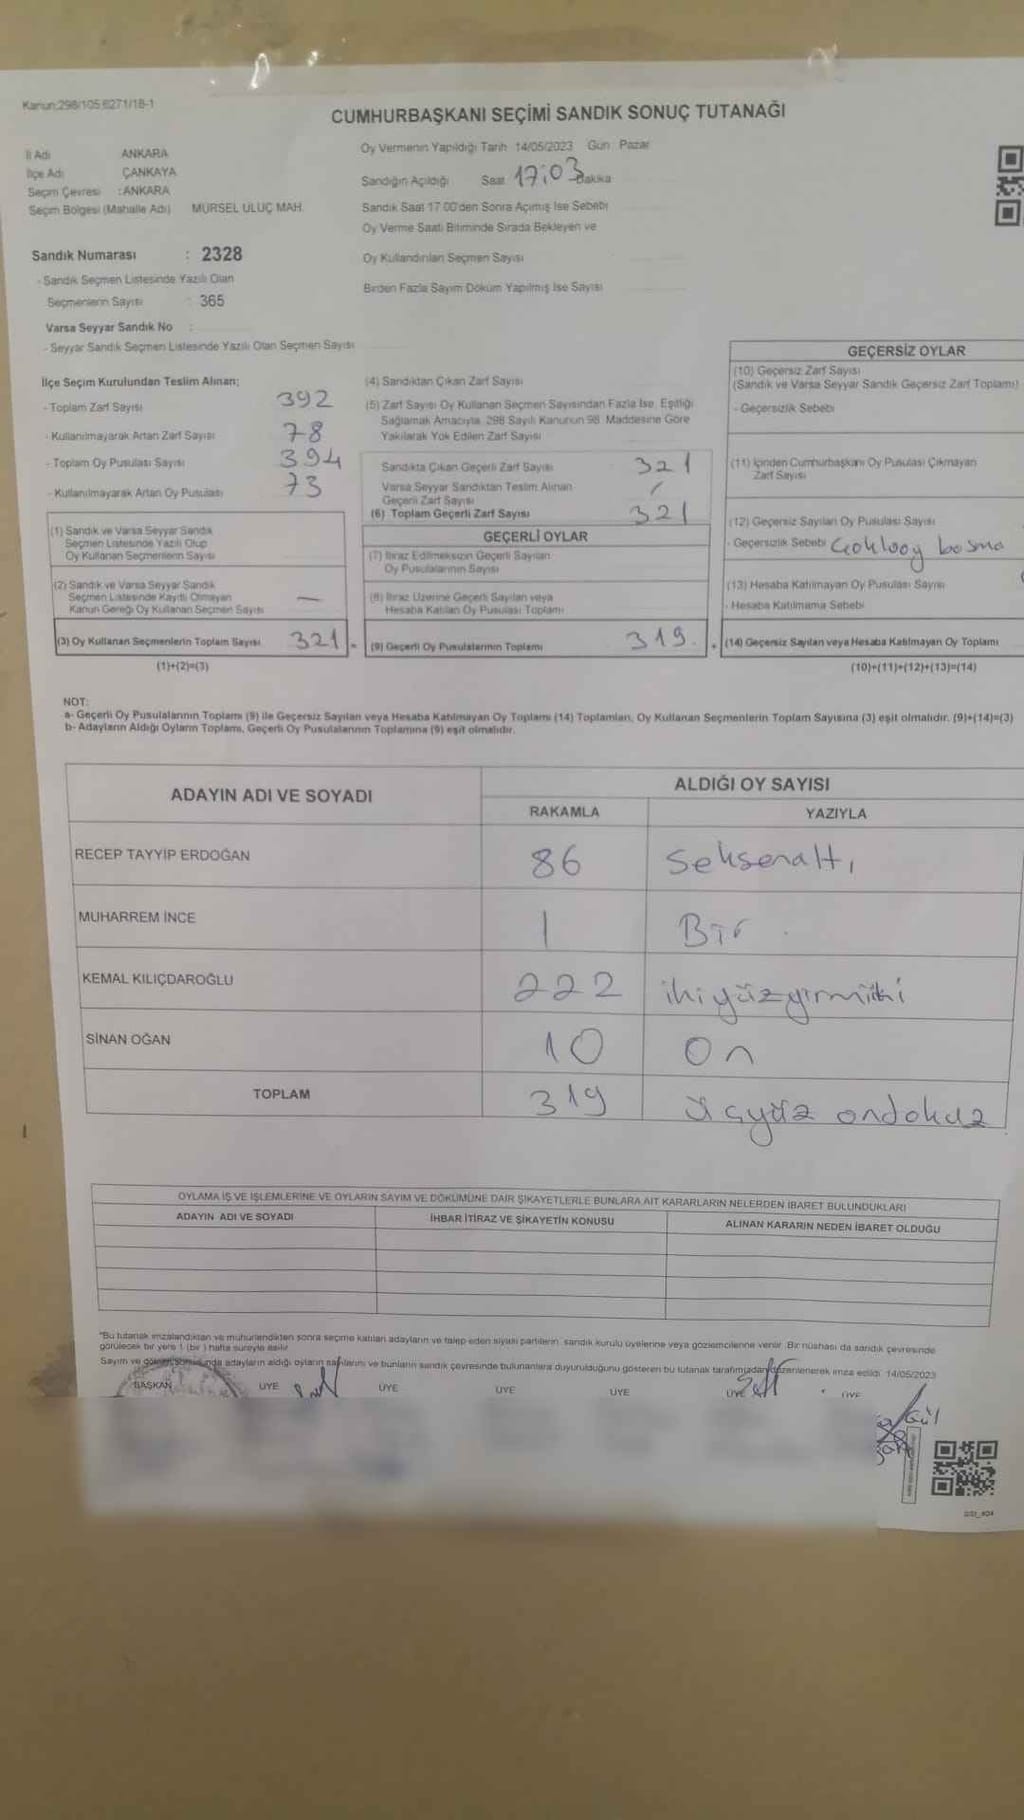 Kanun:298/105.6271/18-1
CUMHURBAŞKANI SEÇİMİ SANDIK SONUÇ TUTANAĞI
İl Adı ANKARA
İlçe Adı ÇANKAYA
Seçim Çevresi :ANKARA
Seçim Bölgesi (Mahalle Adı) MÜRSEL ULUÇ MAH.
Oy Vermenin Yapıldığı Tarih 14/05/2023 Gün: Pazar
Sandığın Açıldığı Saat 17:03 Dakika
Sandık Saat 17.00'den Sonra Açımış İse Sebebi
Oy Verme Saati Bitiminde Sırada Bekleyen ve
Oy Kullandırılan Seçmen Sayısı
Birden Fazla Sayım Döküm Yapılmış İse Sayısı
Sandık Numarası : 2328
- Sandık Seçmen Listesinde Yazılı Olan
Seçmenlerin Sayısı : 365
Varsa Seyyar Sandık No :
- Seyyar Sandık Seçmen Listesinde Yazılı Olan Seçmen Sayısı
İlçe Seçim Kurulundan Teslim Alınan;
- Toplam Zarf Sayısı 392
- Kullanılmayarak Artan Zarf Sayısı 78
- Toplam Oy Pusulası Sayısı 394
- Kullanılmayarak Artan Oy Pusulası 73
(1) Sandık ve Varsa Seyyar Sandık
Seçmen Listesinde Yazılı Olup
Oy Kullanan Seçmenlerin Sayısı
(2) Sandık ve Varsa Seyyar Sandık
Seçmen Listesinde Kayıtlı Olmayan
Kanun Gereği Oy Kullanan Seçmen Sayısı —
(3) Oy Kullanan Seçmenlerin Toplam Sayısı 321
(1)+(2)=(3)
(4) Sandıktan Çıkan Zarf Sayısı
(5) Zarf Sayısı Oy Kullanan Seçmen Sayısından Fazla İse, Eşitliği
Sağlamak Amacıyla, 298 Sayılı Kanunun 98. Maddesine Göre
Yakılarak Yok Edilen Zarf Sayısı
Sandıkta Çıkan Geçerli Zarf Sayısı 321
Varsa Seyyar Sandıktan Teslim Alınan
Geçerli Zarf Sayısı /
(6) Toplam Geçerli Zarf Sayısı 321
GEÇERLİ OYLAR
(7) İtiraz Edilmeksizin Geçerli Sayılan
Oy Pusulalarının Sayısı
(8) İtiraz Üzerine Geçerli Sayılan veya
Hesaba Katılan Oy Pusulası Toplamı
(9) Geçerli Oy Pusulalarının Toplamı 319.
GEÇERSİZ OYLAR
(10) Geçersiz Zarf Sayısı
(Sandık ve Varsa Seyyar Sandık Geçersiz Zarf Toplamı)
- Geçersizlik Sebebi
(11) İçinden Cumhurbaşkanı Oy Pusulası Çıkmayan
Zarf Sayısı
(12) Geçersiz Sayılan Oy Pusulası Sayısı
- Geçersizlik Sebebi Çokluoy basma
(13) Hesaba Katılmayan Oy Pusulası Sayısı
- Hesaba Katılmama Sebebi
(14) Geçersiz Sayılan veya Hesaba Katılmayan Oy Toplamı
(10)+(11)+(12)+(13)=(14)
NOT:
a- Geçerli Oy Pusulalarının Toplamı (9) ile Geçersiz Sayılan veya Hesaba Katılmayan Oy Toplamı (14) Toplamları, Oy Kullanan Seçmenlerin Toplam Sayısına (3) eşit olmalıdır. (9)+(14)=(3)
b- Adayların Aldığı Oyların Toplamı, Geçerli Oy Pusulalarının Toplamına (9) eşit olmalıdır.
ADAYIN ADI VE SOYADI
ALDIĞI OY SAYISI
RAKAMLA YAZIYLA
RECEP TAYYİP ERDOĞAN 86 Seksenaltı
MUHARREM İNCE 1 Bir
KEMAL KILIÇDAROĞLU 222 ikiyüzyirmiiki
SİNAN OĞAN 10 On
TOPLAM 319 Üçyüz ondokuz
OYLAMA İŞ VE İŞLEMLERİNE VE OYLARIN SAYIM VE DÖKÜMÜNE DAİR ŞİKAYETLERLE BUNLARA AİT KARARLARIN NELERDEN İBARET BULUNDUKLARI
ADAYIN ADI VE SOYADI İHBAR İTİRAZ VE ŞİKAYETİN KONUSU ALINAN KARARIN NEDEN İBARET OLDUĞU
*Bu tutanak imzalandıktan ve mühürlendikten sonra seçime katılan adayların ve talep eden siyasi partilerin, sandık kurulu üyelerine veya gözlemcilerine verilir. Bir nüshası da sandık çevresinde
görülecek bir yere 1 (bir) hafta süreyle asılır.
Sayım ve döküm sonunda adayların aldığı oyların sayılarını ve bunların sandık çevresinde bulunanlara duyurulduğunu gösteren bu tutanak tarafımızdan düzenlenerek imza edildi. 14/05/2023
BAŞKAN ÜYE ÜYE ÜYE ÜYE ÜYE ÜYE
Gül